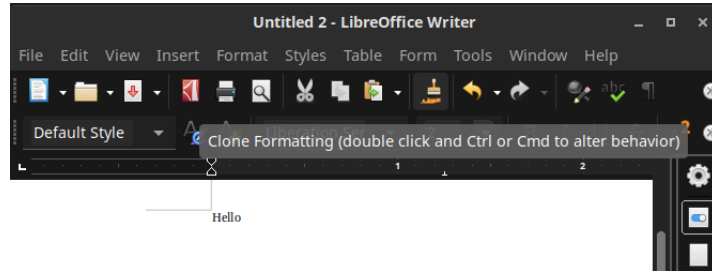 Untitled 2 - LibreOffice Writer
File Edit View Insert Format Styles Table Form Tools Window Help
abc
Default Style
Clone Formatting (double click and Ctrl or Cmd to alter behavior)
1 2
Hello